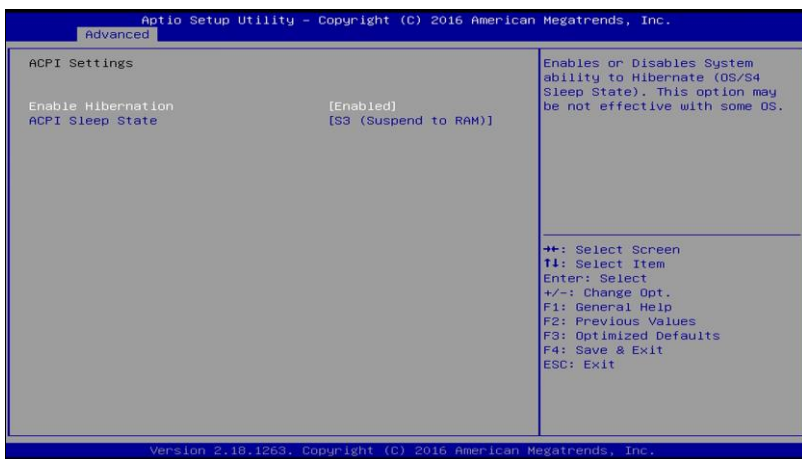 Aptio Setup Utility – Copyright (C) 2016 American Megatrends, Inc.
Advanced
ACPI Settings
Enable Hibernation [Enabled]
ACPI Sleep State [S3 (Suspend to RAM)]
Enables or Disables System
ability to Hibernate (OS/S4
Sleep State). This option may
be not effective with some OS.
→←: Select Screen
↑↓: Select Item
Enter: Select
+/-: Change Opt.
F1: General Help
F2: Previous Values
F3: Optimized Defaults
F4: Save & Exit
ESC: Exit
Version 2.18.1263. Copyright (C) 2016 American Megatrends, Inc.